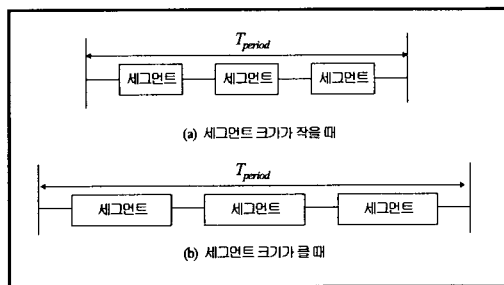 T_period
세그먼트 세그먼트 세그먼트
(a) 세그먼트 크기가 작을 때
T_period
세그먼트 세그먼트 세그먼트
(b) 세그먼트 크기가 클 때